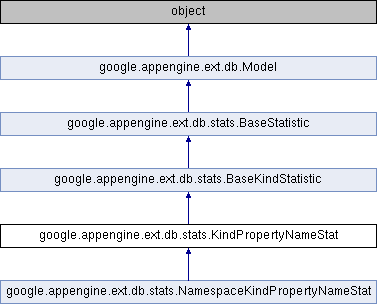 object
google.appengine.ext.db.Model
google.appengine.ext.db.stats.BaseStatistic
google.appengine.ext.db.stats.BaseKindStatistic
google.appengine.ext.db.stats.KindPropertyNameStat
google.appengine.ext.db.stats.NamespaceKindPropertyNameStat